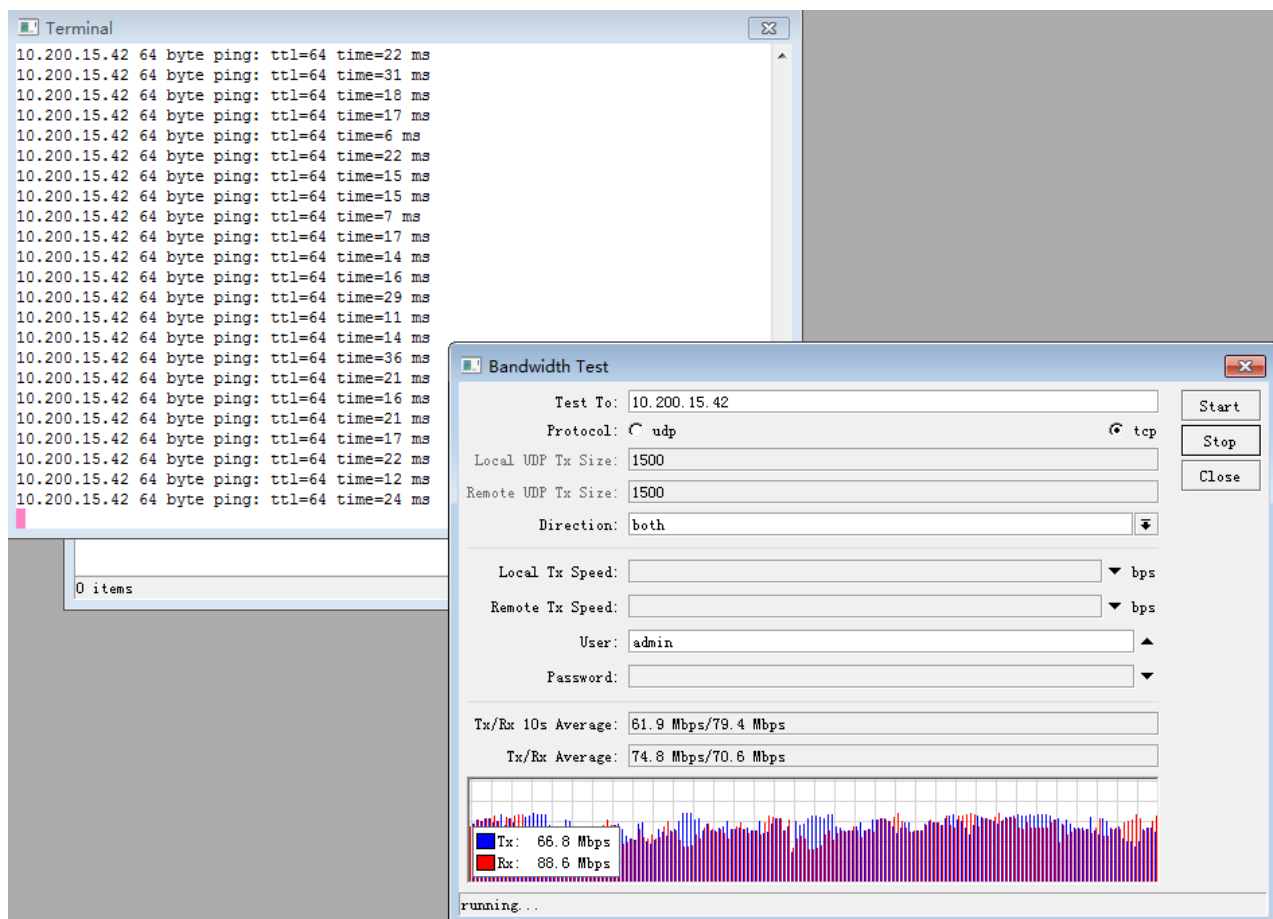 Terminal
10.200.15.42 64 byte ping: ttl=64 time=22 ms
10.200.15.42 64 byte ping: ttl=64 time=31 ms
10.200.15.42 64 byte ping: ttl=64 time=18 ms
10.200.15.42 64 byte ping: ttl=64 time=17 ms
10.200.15.42 64 byte ping: ttl=64 time=6 ms
10.200.15.42 64 byte ping: ttl=64 time=22 ms
10.200.15.42 64 byte ping: ttl=64 time=15 ms
10.200.15.42 64 byte ping: ttl=64 time=15 ms
10.200.15.42 64 byte ping: ttl=64 time=7 ms
10.200.15.42 64 byte ping: ttl=64 time=17 ms
10.200.15.42 64 byte ping: ttl=64 time=14 ms
10.200.15.42 64 byte ping: ttl=64 time=16 ms
10.200.15.42 64 byte ping: ttl=64 time=29 ms
10.200.15.42 64 byte ping: ttl=64 time=11 ms
10.200.15.42 64 byte ping: ttl=64 time=14 ms
10.200.15.42 64 byte ping: ttl=64 time=36 ms
10.200.15.42 64 byte ping: ttl=64 time=21 ms
10.200.15.42 64 byte ping: ttl=64 time=16 ms
10.200.15.42 64 byte ping: ttl=64 time=21 ms
10.200.15.42 64 byte ping: ttl=64 time=17 ms
10.200.15.42 64 byte ping: ttl=64 time=22 ms
10.200.15.42 64 byte ping: ttl=64 time=12 ms
10.200.15.42 64 byte ping: ttl=64 time=24 ms
0 items
Bandwidth Test
Test To: 10.200.15.42
Protocol: udp tcp
Local UDP Tx Size: 1500
Remote UDP Tx Size: 1500
Direction: both
Local Tx Speed: bps
Remote Tx Speed: bps
User: admin
Password:
Tx/Rx 10s Average: 61.9 Mbps/79.4 Mbps
Tx/Rx Average: 74.8 Mbps/70.6 Mbps
Tx: 66.8 Mbps
Rx: 88.6 Mbps
running...
Start
Stop
Close